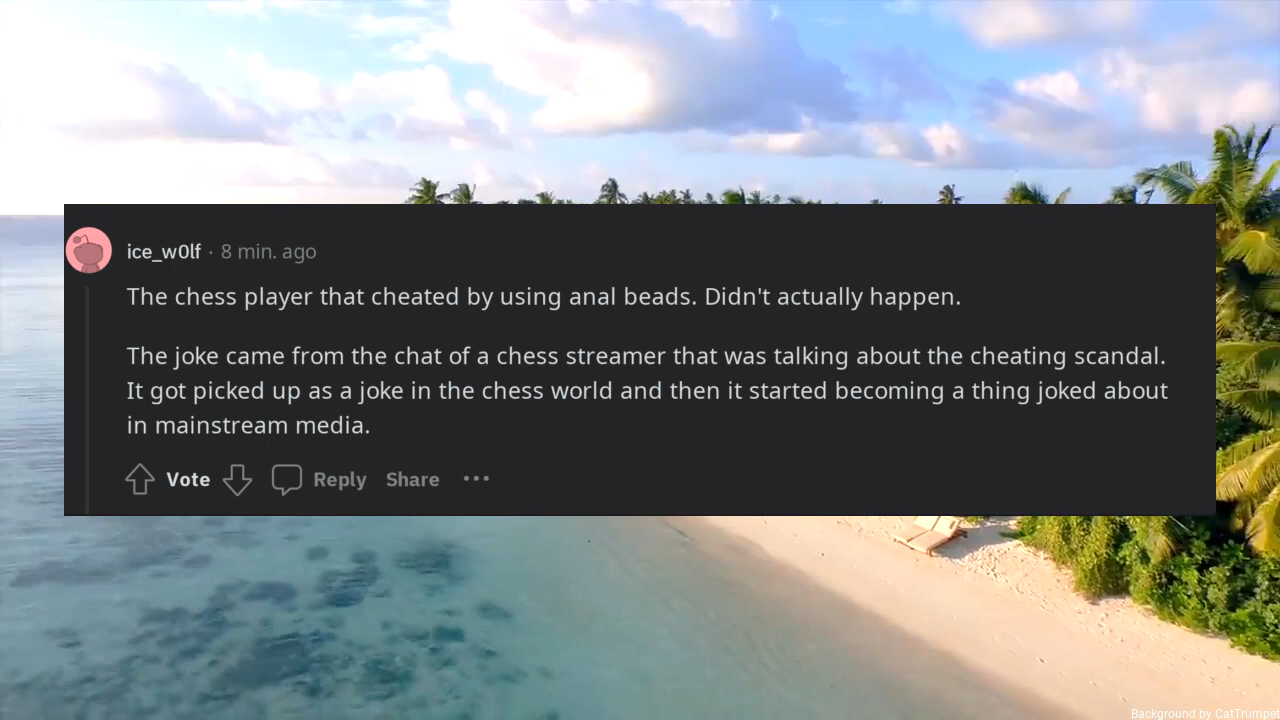 ice_w0lf · 8 min. ago
The chess player that cheated by using anal beads. Didn't actually happen.
The joke came from the chat of a chess streamer that was talking about the cheating scandal.
It got picked up as a joke in the chess world and then it started becoming a thing joked about
in mainstream media.
Vote Reply Share ···
Background by CatTrumpet